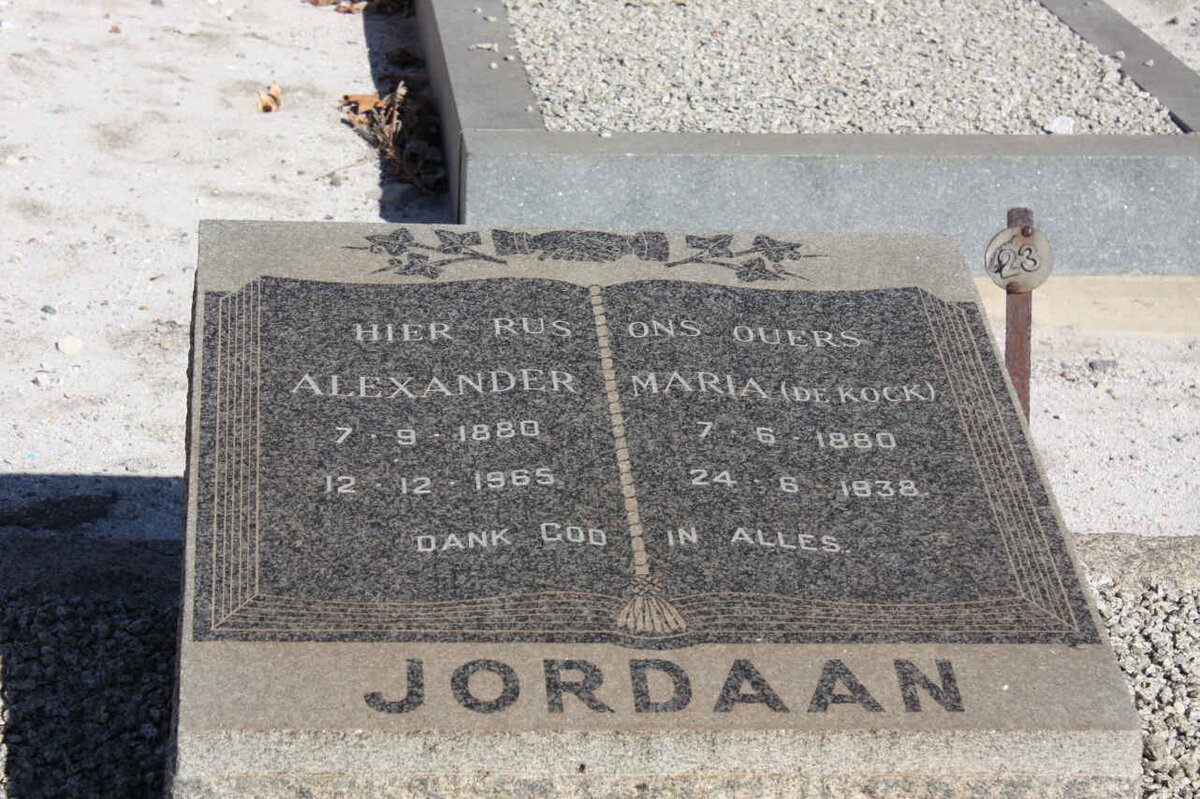 HIER RUS ONS OUERS
ALEXANDER MARIA (DE KOCK)
7 · 9 · 1880 7 · 6 · 1880
12 · 12 · 1965. 24 · 6 · 1938.
DANK GOD IN ALLES.
JORDAAN
23